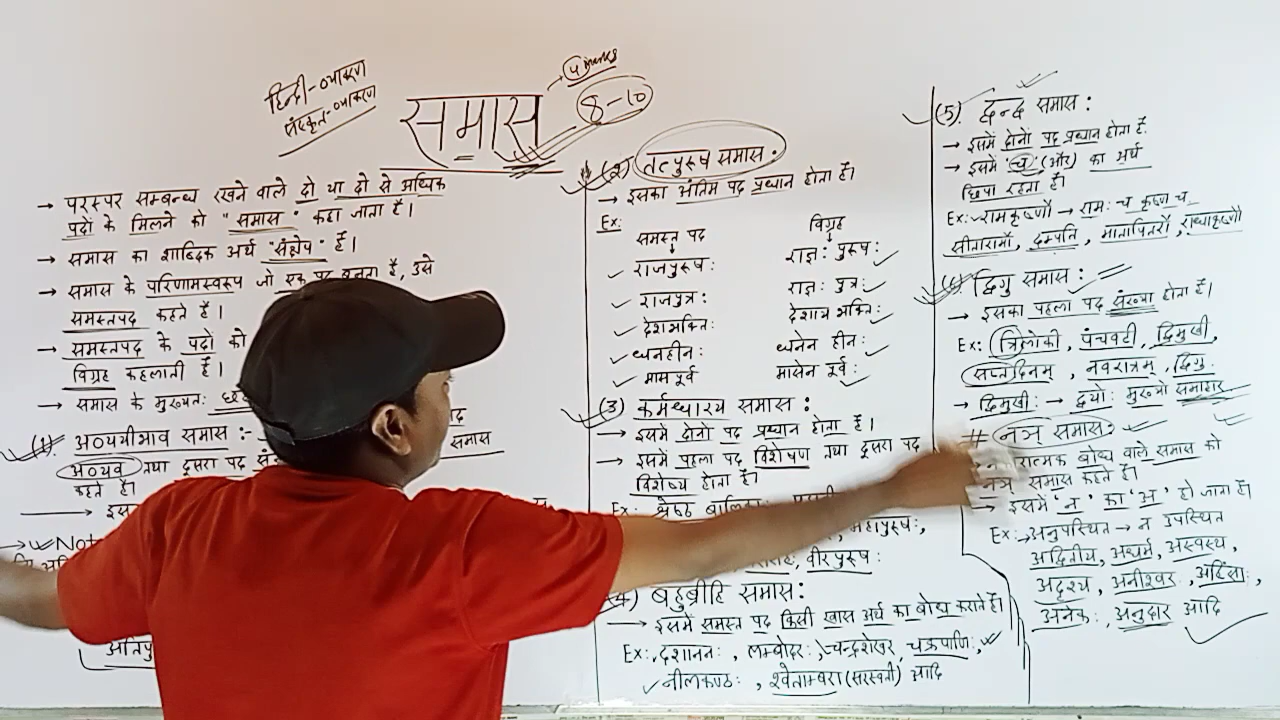 हिन्दी-व्याकरण
संस्कृत-व्याकरण
समास
4 marks
8-10
→ परस्पर सम्बन्ध रखने वाले दो या दो से अधिक
पदों के मिलने को "समास" कहा जाता है।
→ समास का शाब्दिक अर्थ "संक्षेप" है।
→ समास के परिणामस्वरूप जो एक पद बनता है, उसे
समस्तपद कहते हैं।
→ समस्तपद के पदों को
विग्रह कहलाती है।
→ समास के मुख्यतः
(1) अव्ययीभाव समास :-
अव्यय तथा दूसरा पद
समास
कहते है।
→ Not
(2) तत्पुरुष समास :
→ इसका अंतिम पद प्रधान होता है।
Ex:
समस्त पद विग्रह
राजपुरुषः राज्ञः पुरुषः
राजपुत्रः राज्ञः पुत्रः
देशभक्तिः देशाय भक्तिः
धनहीनः धनेन हीनः
मासपूर्व मासेन पूर्वः
(3) कर्मधारय समास :
→ इसमें दोनों पद प्रधान होता है।
→ इसमें पहला पद विशेषण तथा दूसरा पद
विशेष्य होता है।
Ex:
महापुरुषः,
वीरपुरुषः
(4) बहुब्रीहि समास :
→ इसमें समस्त पद किसी खास अर्थ का बोध कराते हैं।
Ex: दशाननः, लम्बोदरः, चन्द्रशेखर, चक्रपाणिः,
नीलकण्ठः, श्वेताम्बरा (सरस्वती) आदि
(5) द्वन्द्व समास :
→ इसमें दोनों पद प्रधान होता है.
→ इसमें 'च' (और) का अर्थ
छिपा रहता है।
Ex: रामकृष्णौ → रामः च कृष्ण च
सीतारामौ, दम्पति, मातापितरौ, राधाकृष्णौ
(6) द्विगु समास :
→ इसका पहला पद संख्या होता है।
Ex: त्रिलोकी, पंचवटी, द्विमुखी,
सप्तदिनम्, नवरात्रम्, द्विगु.
→ द्विमुखीः → द्वयोः मुखयो समाहार
# नञ् समास :
वाले समास को
नञ् समास कहते है।
→ इसमें 'न' का 'अ' हो जाता है।
Ex: → अनुपस्थित → न उपस्थित
अद्वितीय, अधर्म, अस्वस्थ,
अदृश्य, अनीश्वर, अहिंसा,
अनेकः, अनुदार आदि